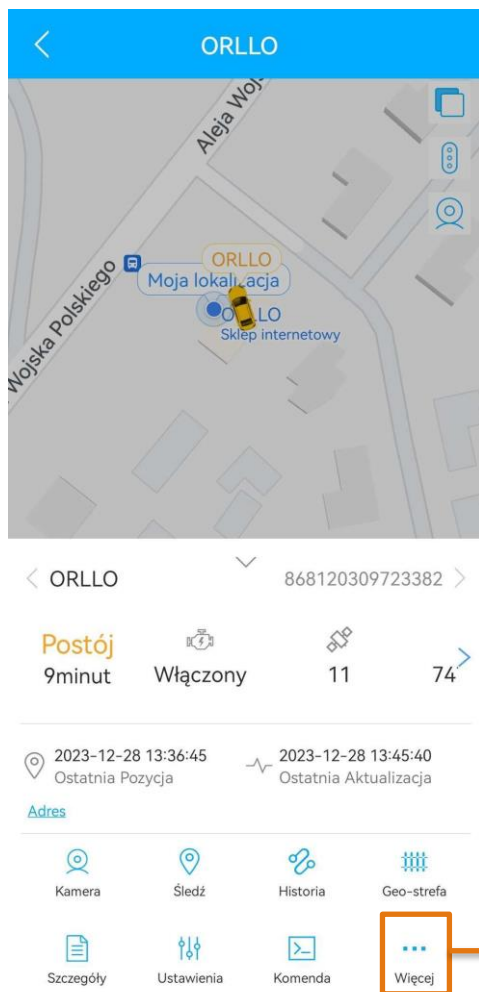 ORLLO
Aleja Woj
Wojska Polskiego
ORLLO
Moja lokalizacja
ORLLO
Sklep internetowy
ORLLO
868120309723382
Postój
9minut
Włączony
11
74
2023-12-28 13:36:45
Ostatnia Pozycja
2023-12-28 13:45:40
Ostatnia Aktualizacja
Adres
Kamera
Śledź
Historia
Geo-strefa
Szczegóły
Ustawienia
Komenda
Więcej